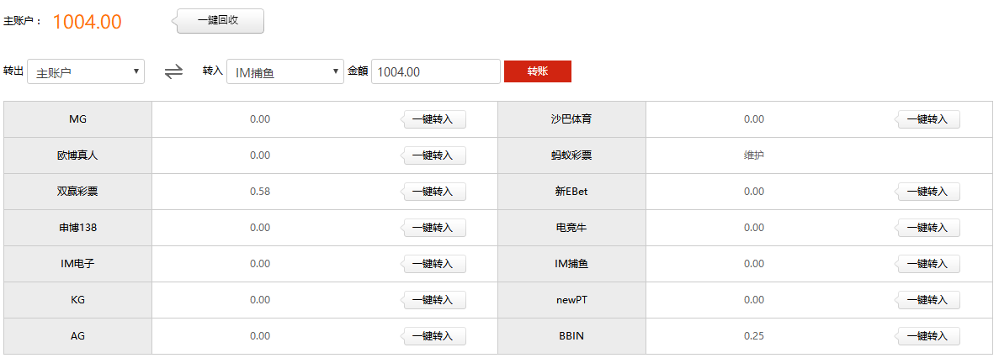 主账户： 1004.00 一鍵回收
转出 主账户 转入 IM捕鱼 金額 1004.00 转账
MG 0.00 一键转入 沙巴体育 0.00 一键转入
欧博真人 0.00 一键转入 蚂蚁彩票 维护
双赢彩票 0.58 一键转入 新EBet 0.00 一键转入
申博138 0.00 一键转入 电竞牛 0.00 一键转入
IM电子 0.00 一键转入 IM捕鱼 0.00 一键转入
KG 0.00 一键转入 newPT 0.00 一键转入
AG 0.00 一键转入 BBIN 0.25 一键转入